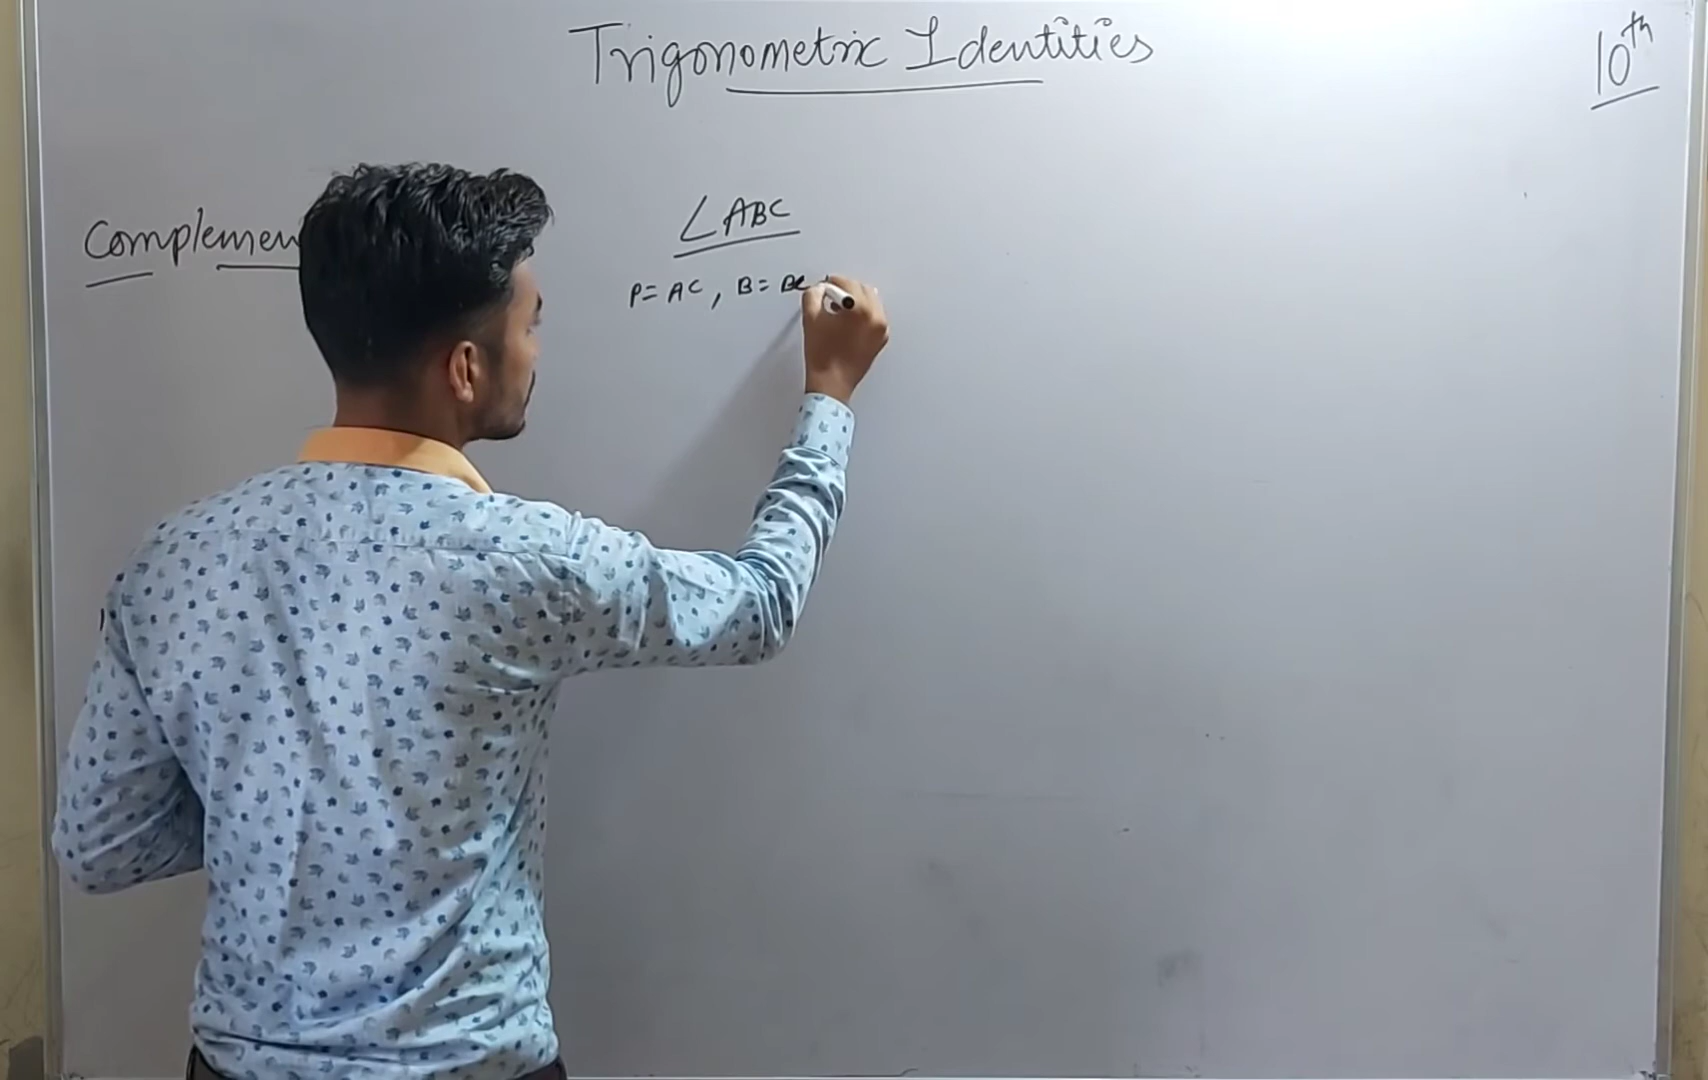 Trigonometric Identities
10th
Complemen
∠ABC
P = AC, B = BC